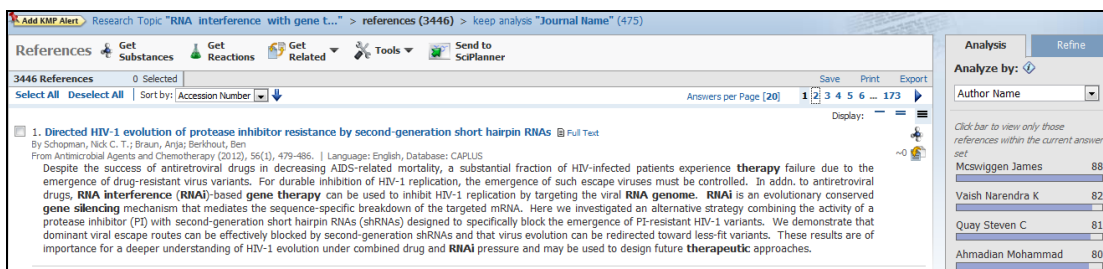 Add KMP Alert Research Topic "RNA interference with gene t..." > references (3446) > keep analysis "Journal Name" (475)
References Get Substances Get Reactions Get Related Tools Send to SciPlanner
3446 References 0 Selected Save Print Export
Select All Deselect All Sort by: Accession Number Answers per Page [20] 1 2 3 4 5 6 ... 173
Display:
1. Directed HIV-1 evolution of protease inhibitor resistance by second-generation short hairpin RNAs Full Text
By Schopman, Nick C. T.; Braun, Anja; Berkhout, Ben
~0
From Antimicrobial Agents and Chemotherapy (2012), 56(1), 479-486. | Language: English, Database: CAPLUS
Despite the success of antiretroviral drugs in decreasing AIDS-related mortality, a substantial fraction of HIV-infected patients experience therapy failure due to the
emergence of drug-resistant virus variants. For durable inhibition of HIV-1 replication, the emergence of such escape viruses must be controlled. In addn. to antiretroviral
drugs, RNA interference (RNAi)-based gene therapy can be used to inhibit HIV-1 replication by targeting the viral RNA genome. RNAi is an evolutionary conserved
gene silencing mechanism that mediates the sequence-specific breakdown of the targeted mRNA. Here we investigated an alternative strategy combining the activity of a
protease inhibitor (PI) with second-generation short hairpin RNAs (shRNAs) designed to specifically block the emergence of PI-resistant HIV-1 variants. We demonstrate that
dominant viral escape routes can be effectively blocked by second-generation shRNAs and that virus evolution can be redirected toward less-fit variants. These results are of
importance for a deeper understanding of HIV-1 evolution under combined drug and RNAi pressure and may be used to design future therapeutic approaches.
Analysis Refine
Analyze by:
Author Name
Click bar to view only those
references within the current answer
set
Mcswiggen James 88
Vaish Narendra K 82
Quay Steven C 81
Ahmadian Mohammad 80